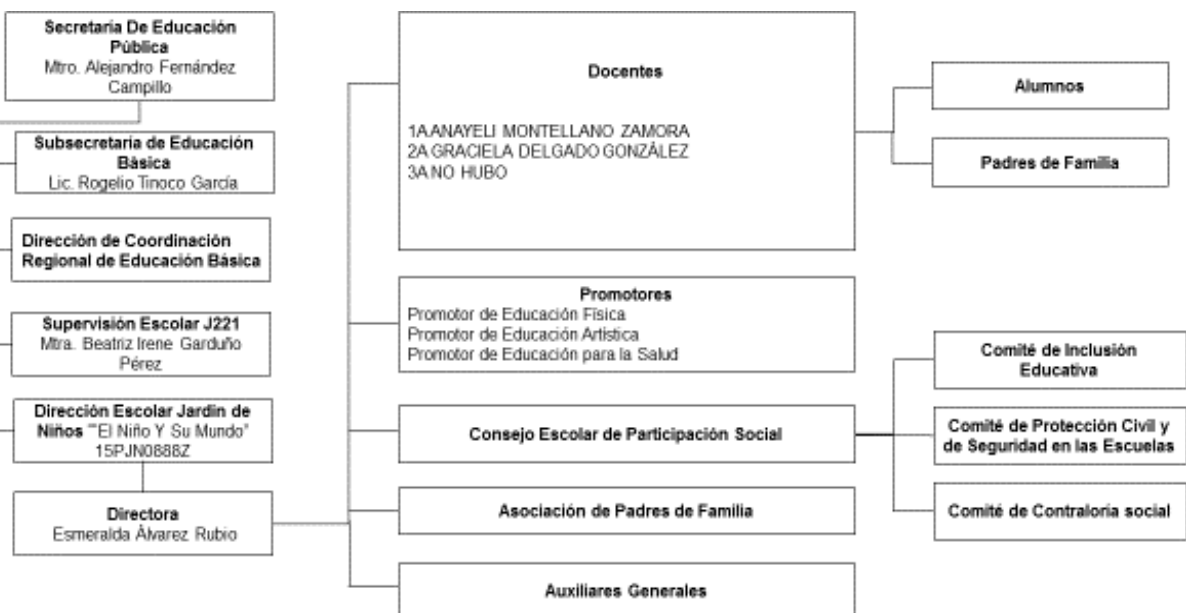 Secretaría De Educación
Pública
Mtro. Alejandro Fernández
Campillo
Subsecretaría de Educación
Básica
Lic. Rogelio Tinoco García
Dirección de Coordinación
Regional de Educación Básica
Supervisión Escolar J221
Mtra. Beatriz Irene Garduño
Pérez
Dirección Escolar Jardin de
Niños "“El Niño Y Su Mundo”
15PJN0888Z
Directora
Esmeralda Álvarez Rubio
Docentes
1A ANAYELI MONTELLANO ZAMORA
2A GRACIELA DELGADO GONZÁLEZ
3A NO HUBO
Promotores
Promotor de Educación Física
Promotor de Educación Artística
Promotor de Educación para la Salud
Consejo Escolar de Participación Social
Asociación de Padres de Familia
Auxiliares Generales
Alumnos
Padres de Familia
Comité de Inclusión
Educativa
Comité de Protección Civil y
de Seguridad en las Escuelas
Comité de Contraloría social